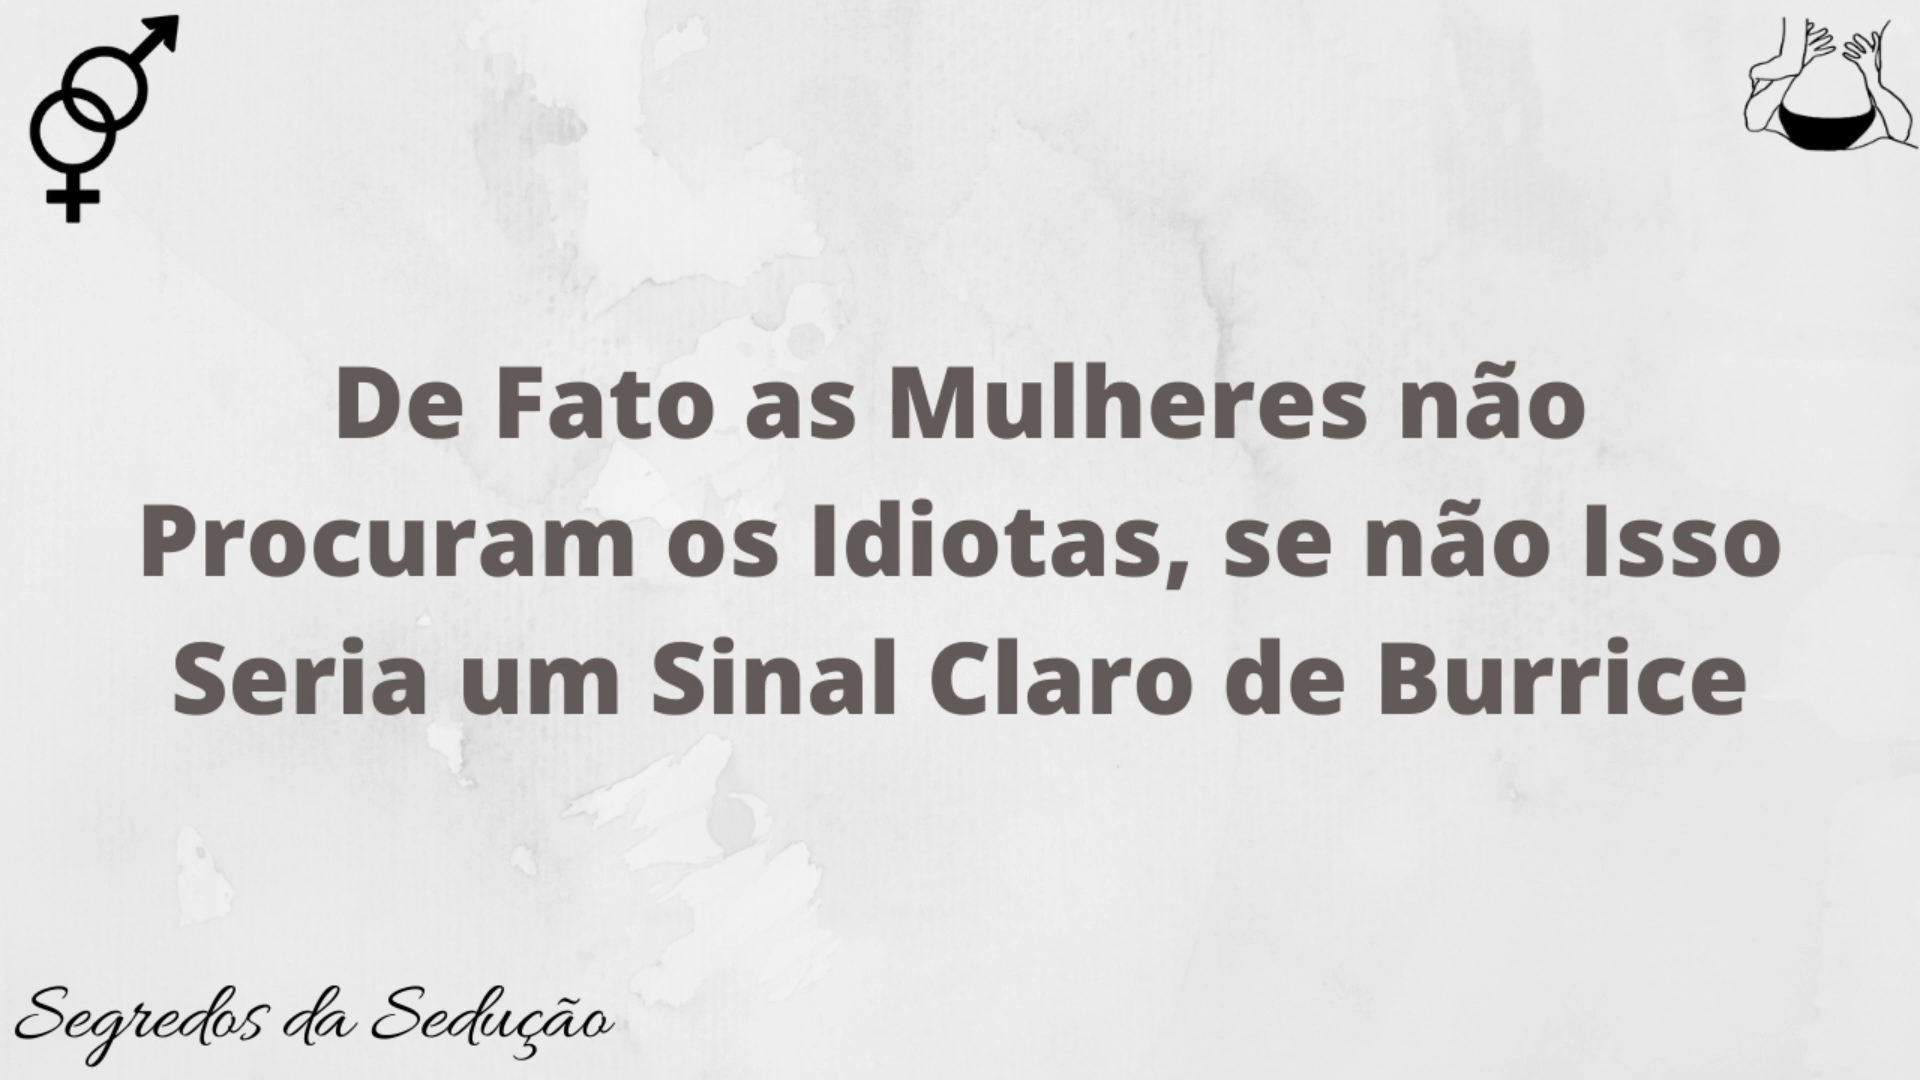 De Fato as Mulheres não
Procuram os Idiotas, se não Isso
Seria um Sinal Claro de Burrice
Segredos da Sedução